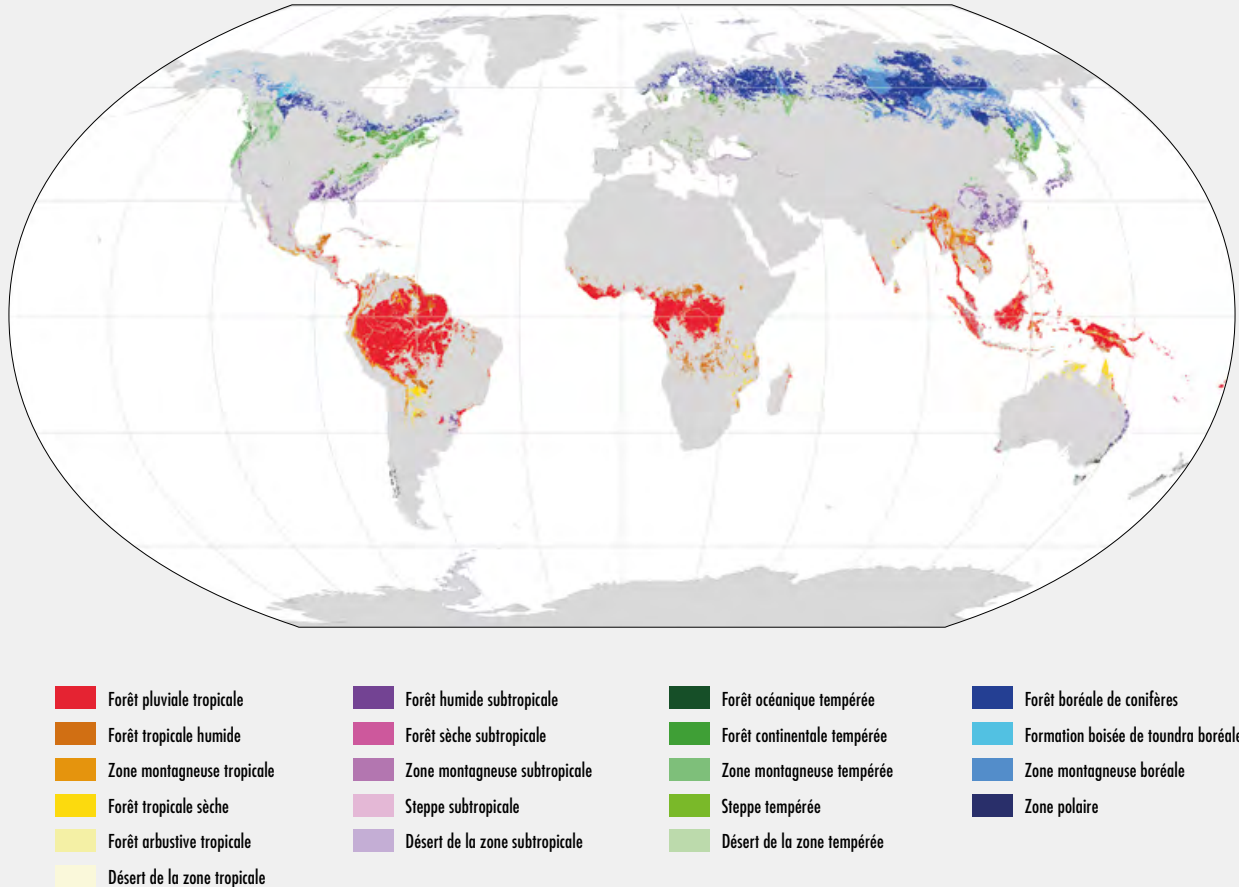 Forêt pluviale tropicale
Forêt tropicale humide
Zone montagneuse tropicale
Forêt tropicale sèche
Forêt arbustive tropicale
Désert de la zone tropicale
Forêt humide subtropicale
Forêt sèche subtropicale
Zone montagneuse subtropicale
Steppe subtropicale
Désert de la zone subtropicale
Forêt océanique tempérée
Forêt continentale tempérée
Zone montagneuse tempérée
Steppe tempérée
Désert de la zone tempérée
Forêt boréale de conifères
Formation boisée de toundra boréale
Zone montagneuse boréale
Zone polaire